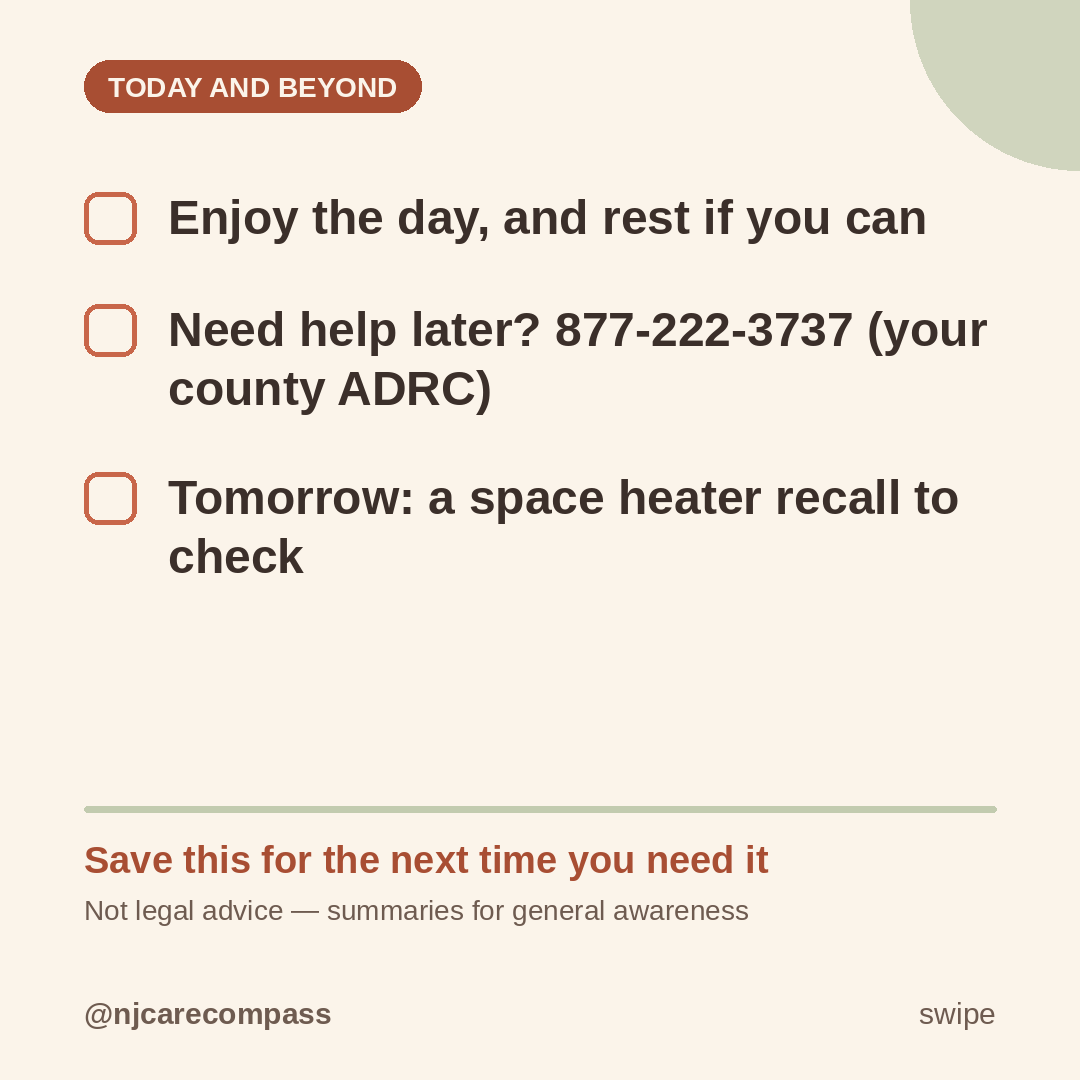 TODAY AND BEYOND
Enjoy the day, and rest if you can
Need help later? 877-222-3737 (your
county ADRC)
Tomorrow: a space heater recall to
check
Save this for the next time you need it
Not legal advice — summaries for general awareness
@njcarecompass
swipe